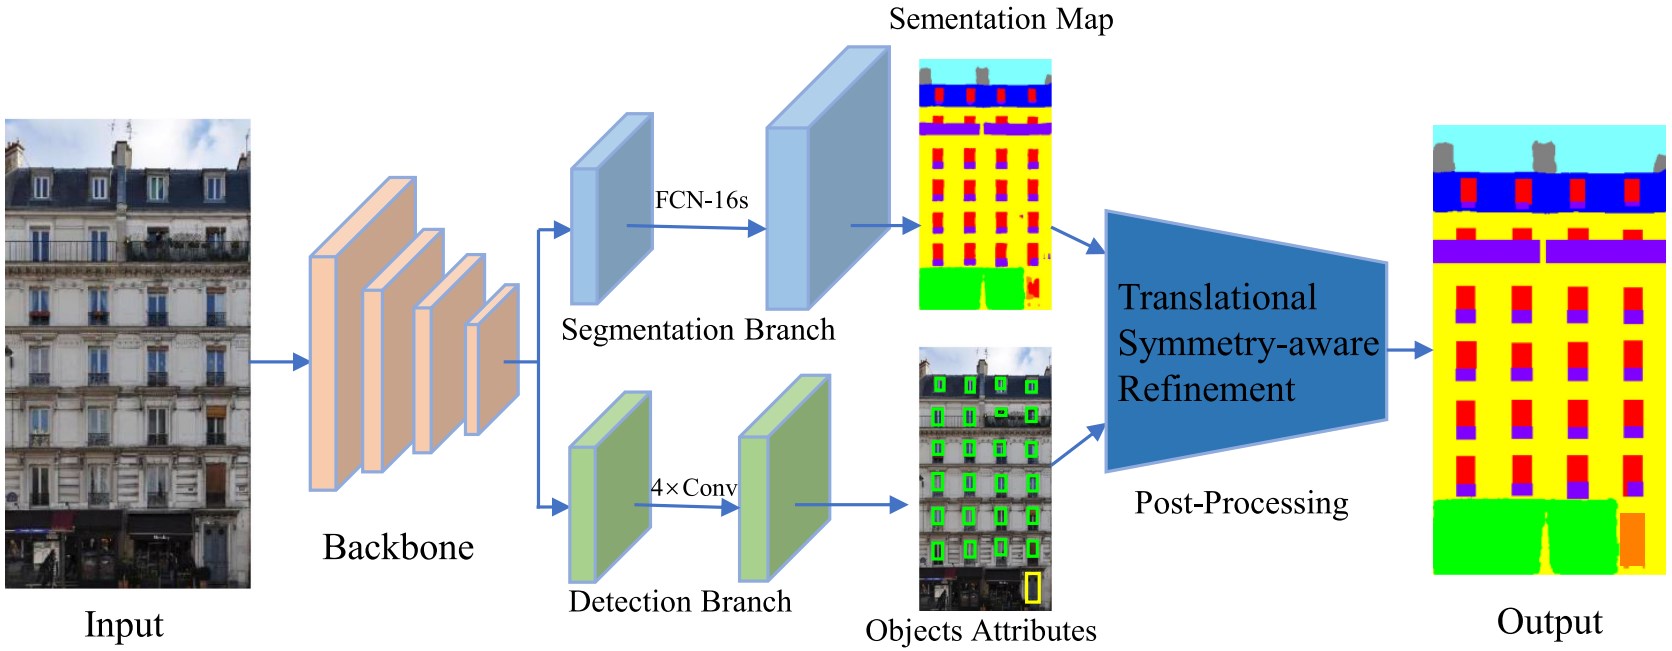 Sementation Map
FCN-16s
Segmentation Branch
Translational
Symmetry-aware
Refinement
4×Conv
Post-Processing
Backbone
Detection Branch
Input
Objects Attributes
Output